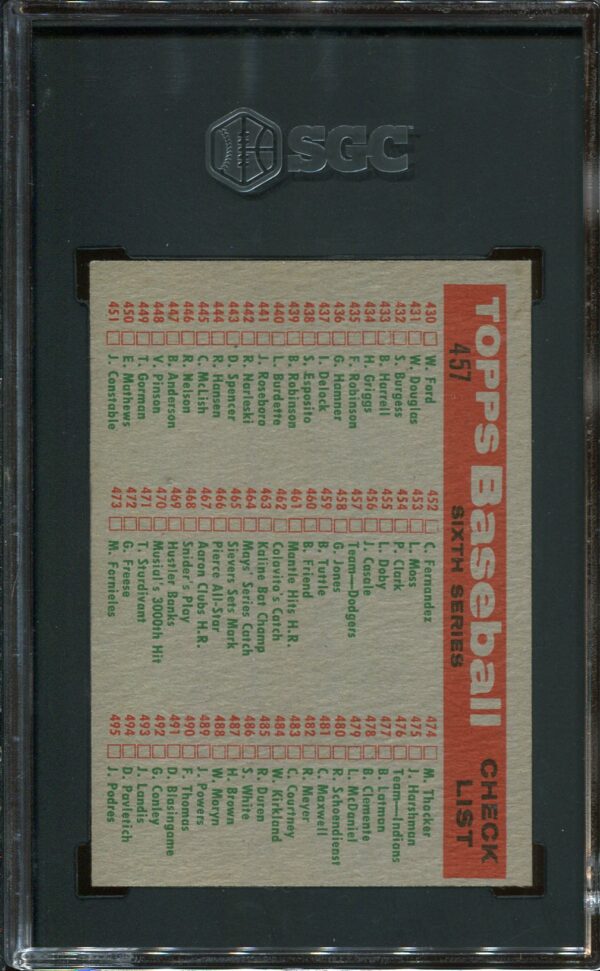 SGC
TOPPS Baseball CHECK LIST
457 SIXTH SERIES
430 W. Ford
431 W. Douglas
432 S. Burgess
433 B. Harrell
434 H. Griggs
435 F. Robinson
436 G. Hamner
437 I. Delock
438 S. Esposito
439 B. Robinson
440 L. Burdette
441 J. Roseboro
442 R. Narleski
443 D. Spencer
444 R. Hansen
445 C. McLish
446 R. Nelson
447 B. Anderson
448 V. Pinson
449 T. Gorman
450 E. Mathews
451 J. Constable
452 C. Fernandez
453 L. Moss
454 P. Clark
455 L. Doby
456 J. Casale
457 Team—Dodgers
458 G. Jones
459 B. Tuttle
460 B. Friend
461 Mantle Hits H.R.
462 Colavito's Catch
463 Kaline Bat Champ
464 Mays' Series Catch
465 Sievers Sets Mark
466 Pierce All-Star
467 Aaron Clubs H.R.
468 Snider's Play
469 Hustler Banks
470 Musial's 3000th Hit
471 T. Sturdivant
472 G. Freese
473 M. Fornieles
474 M. Thacker
475 J. Harshman
476 Team—Indians
477 B. Latman
478 B. Clemente
479 L. McDaniel
480 R. Schoendienst
481 C. Maxwell
482 R. Meyer
483 C. Courtney
484 W. Kirkland
485 R. Duren
486 S. White
487 H. Brown
488 W. Moryn
489 J. Powers
490 F. Thomas
491 D. Blasingame
492 G. Conley
493 J. Landis
494 D. Pavletich
495 J. Podres